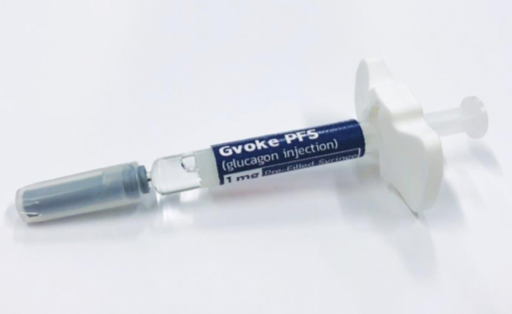 Gvoke PFS
(glucagon injection)
1 mg Pre-Filled Syringe